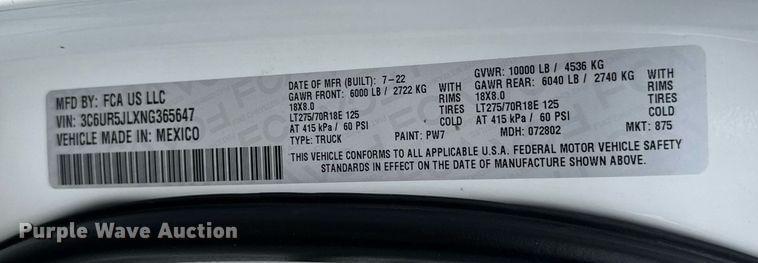 MFD BY: FCA US LLC
VIN: 3C6UR5JLXNG365647
VEHICLE MADE IN: MEXICO
DATE OF MFR (BUILT): 7-22
GAWR FRONT: 6000 LB / 2722 KG
18X8.0 RIMS
LT275/70R18E 125 TIRES
AT 415 kPa / 60 PSI COLD
TYPE: TRUCK PAINT: PW7
GVWR: 10000 LB / 4536 KG
GAWR REAR: 6040 LB / 2740 KG
18X8.0 RIMS
LT275/70R18E 125 TIRES
AT 415 kPa / 60 PSI COLD
MDH: 072802 MKT: 875
THIS VEHICLE CONFORMS TO ALL APPLICABLE U.S.A. FEDERAL MOTOR VEHICLE SAFETY
STANDARDS IN EFFECT ON THE DATE OF MANUFACTURE SHOWN ABOVE.
Purple Wave Auction